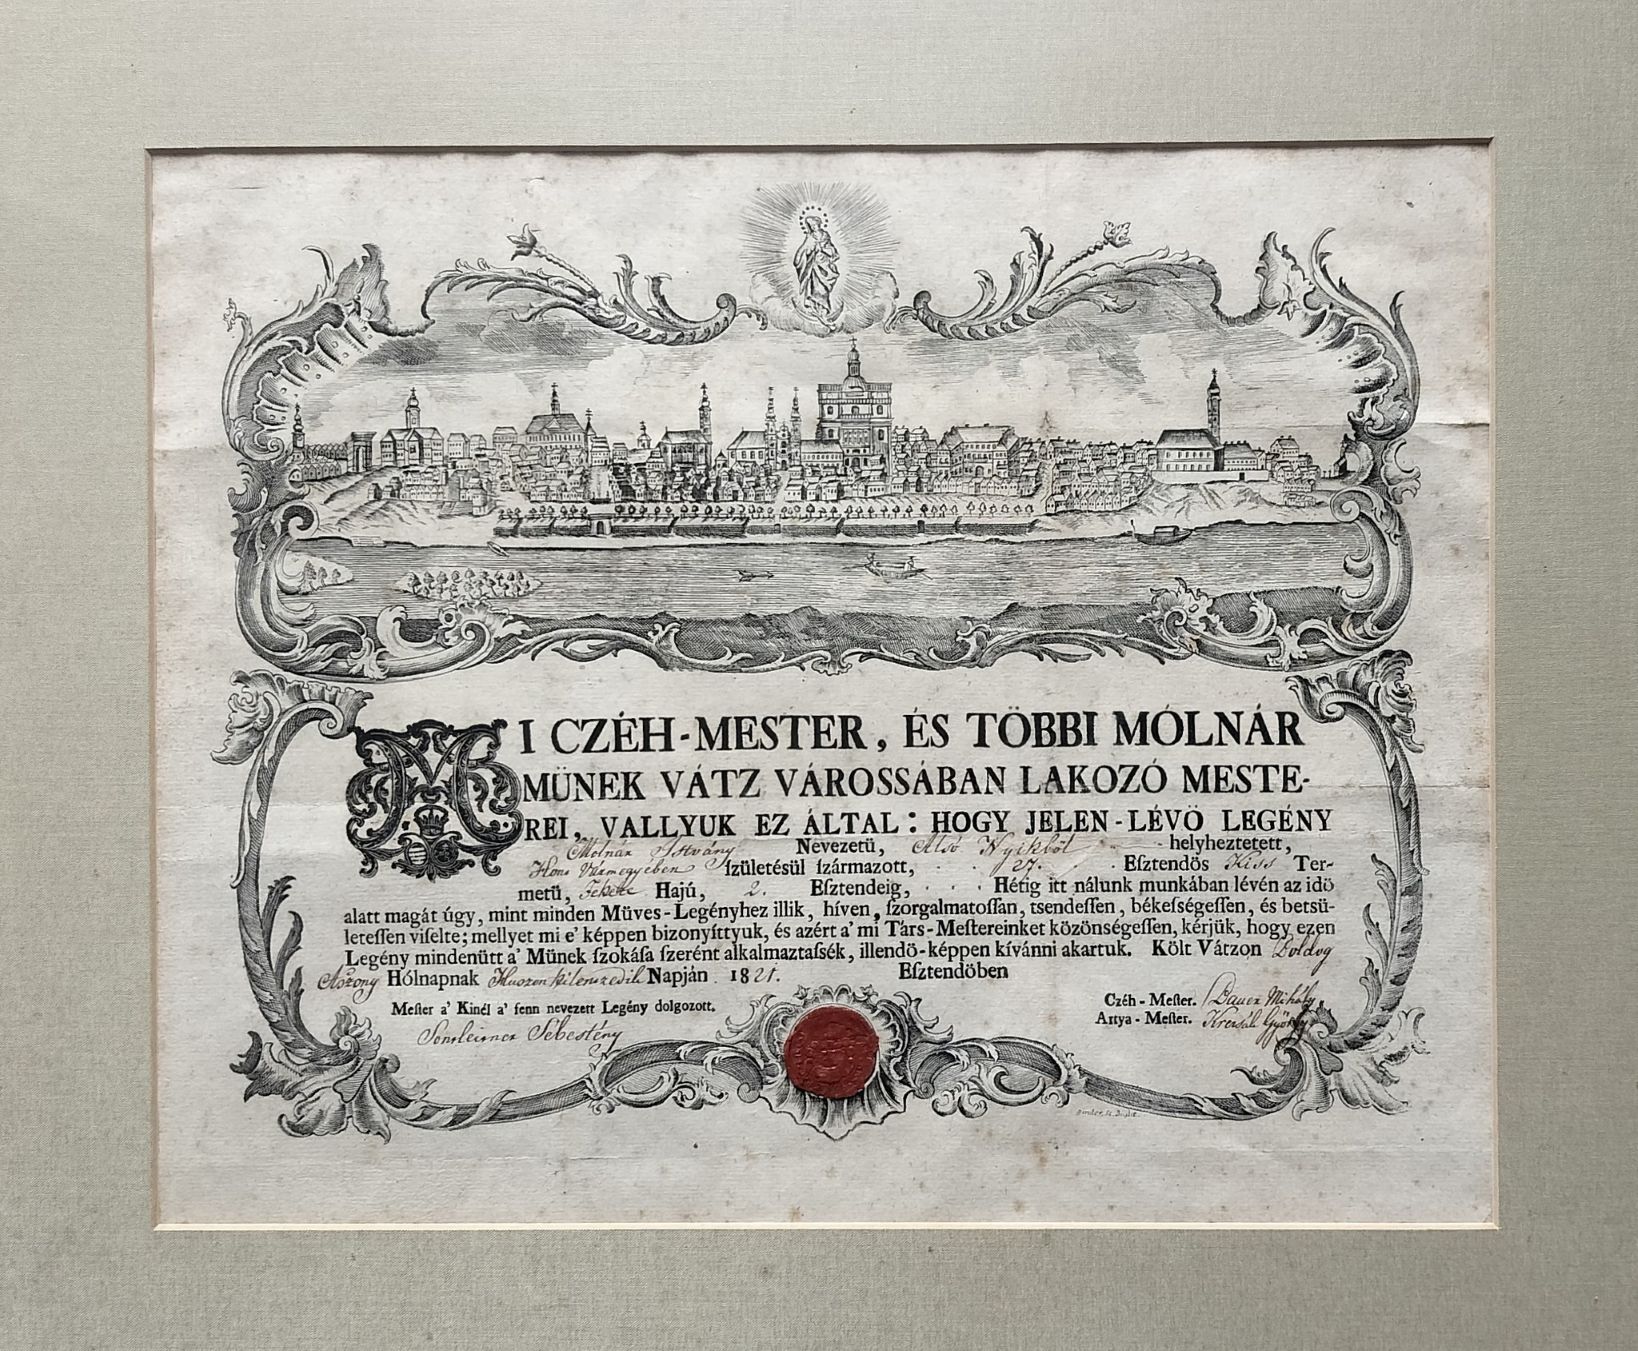 MI CZÉH-MESTER, ÉS TÖBBI MÓLNÁR
MÜNEK VÁTZ VÁROSSÁBAN LAKOZÓ MESTE-
REI, VALLYUK EZ ÁLTAL: HOGY JELEN-LÉVÖ LEGÉNY
Molnár Istvány Nevezetü, Alsó Nyikböl helyheztetett,
Hont Vármegyében ſzületésül ſzármazott, 27. Eſztendös Kiss Ter-
metü, Fekete Hajú, 2. Eſztendeig, . . . Hétig itt nálunk munkában lévén az idö
alatt magát úgy, mint minden Müves-Legényhez illik, híven, ſzorgalmatoſſan, tsendeſſen, békeſségeſſen, és betsü-
leteſſen viſelte; mellyet mi e' képpen bizonyíttyuk, és azért a' mi Társ-Meſtereinket közönségeſſen, kérjük, hogy ezen
Legény mindenütt a' Münek ſzokáſa ſzerént alkalmaztaſsék, illendö-képpen kívánni akartuk. Költ Vátzon Boldog
Aszony Hólnapnak Huszonkilenczedik Napján 1821. Eſztendöben
Meſter a' Kinél a' fenn nevezett Legény dolgozott.
Sebestény
Czéh-Meſter. Bauer Mihály
Attya-Meſter. György